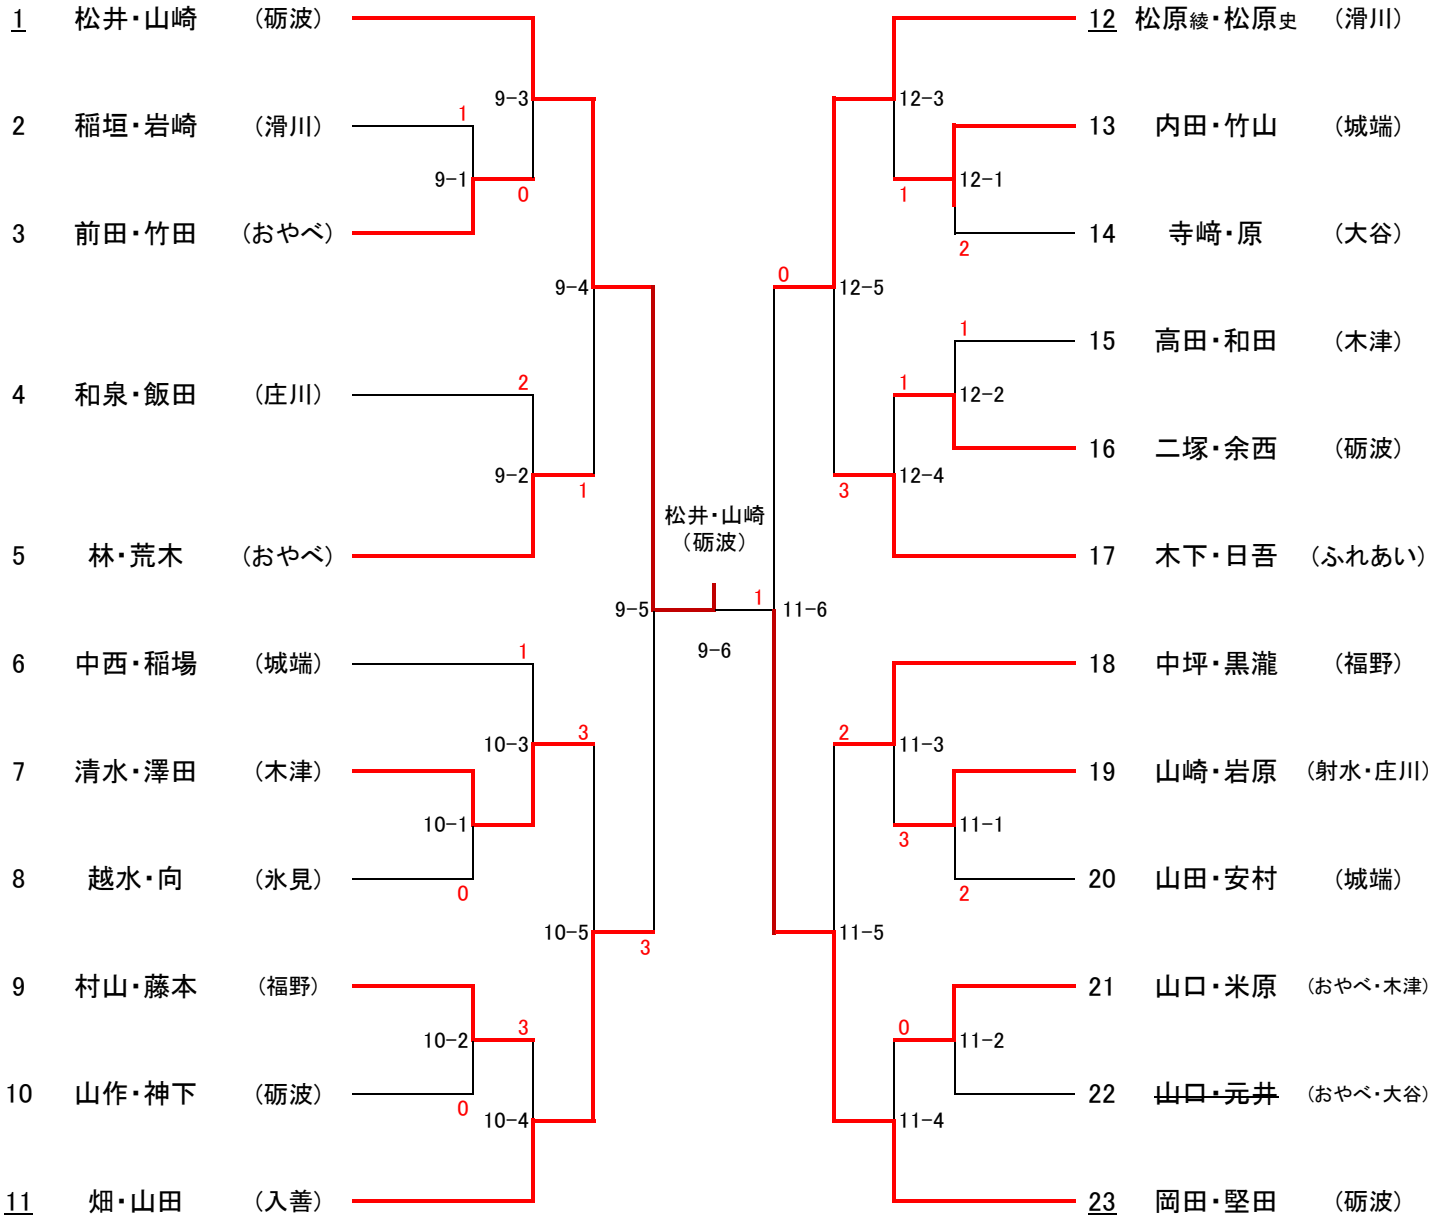 1 松井・山崎 (砺波)
9-3
1
2 稲垣・岩崎 (滑川)
9-1
0
3 前田・竹田 (おやべ)
9-4
4 和泉・飯田 (庄川)
2
9-2
1
5 林・荒木 (おやべ)
9-5
6 中西・稲場 (城端)
1
10-3
3
7 清水・澤田 (木津)
10-1
8 越水・向 (氷見)
0
10-5
3
9 村山・藤本 (福野)
10-2
3
10 山作・神下 (砺波)
0
10-4
11 畑・山田 (入善)
松井・山崎
(砺波)
1
9-6
12 松原綾・松原史 (滑川)
12-3
13 内田・竹山 (城端)
12-1
1
14 寺﨑・原 (大谷)
2
0
12-5
1
15 高田・和田 (木津)
1
12-2
16 二塚・余西 (砺波)
12-4
3
17 木下・日吾 (ふれあい)
11-6
18 中坪・黒瀧 (福野)
2
11-3
19 山崎・岩原 (射水・庄川)
11-1
3
20 山田・安村 (城端)
2
11-5
21 山口・米原 (おやべ・木津)
0
11-2
22 山口・元井 (おやべ・大谷)
11-4
23 岡田・堅田 (砺波)